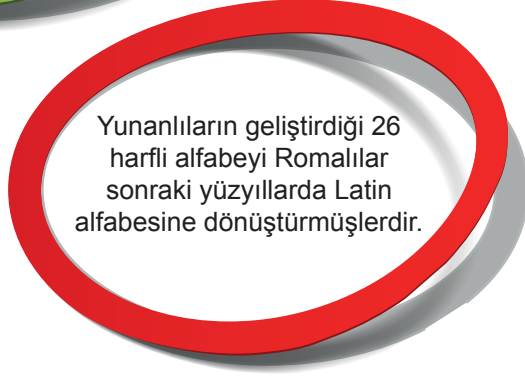 Yunanlıların geliştirdiği 26
harfli alfabeyi Romalılar
sonraki yüzyıllarda Latin
alfabesine dönüştürmüşlerdir.